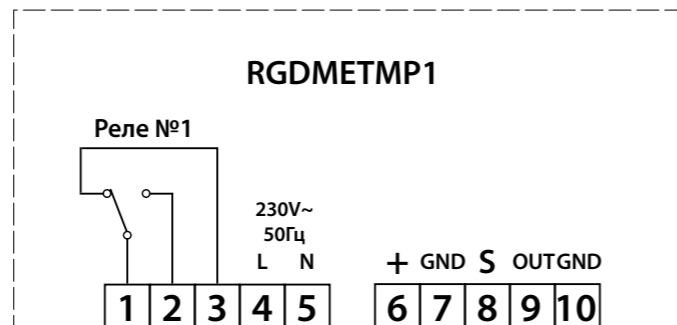 RGDMETMP1
Реле №1
230V~
50Гц
L N
+ GND S OUT GND
1 2 3 4 5 6 7 8 9 10